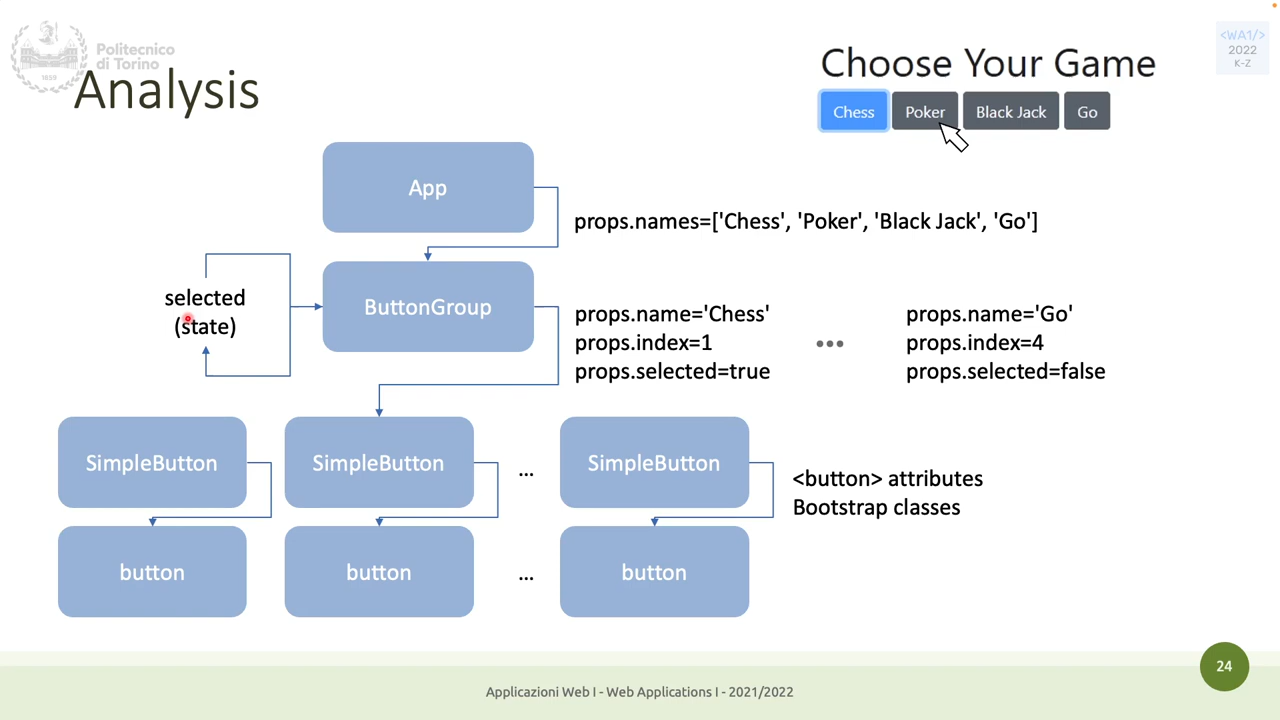 Politecnico
di Torino
1859
Analysis
<WA1/>
2022
K-Z
Choose Your Game
Chess Poker Black Jack Go
App
props.names=['Chess', 'Poker', 'Black Jack', 'Go']
selected
(state)
ButtonGroup
props.name='Chess'
props.index=1
props.selected=true
•••
props.name='Go'
props.index=4
props.selected=false
SimpleButton SimpleButton ... SimpleButton
<button> attributes
Bootstrap classes
button button ... button
24
Applicazioni Web I - Web Applications I - 2021/2022